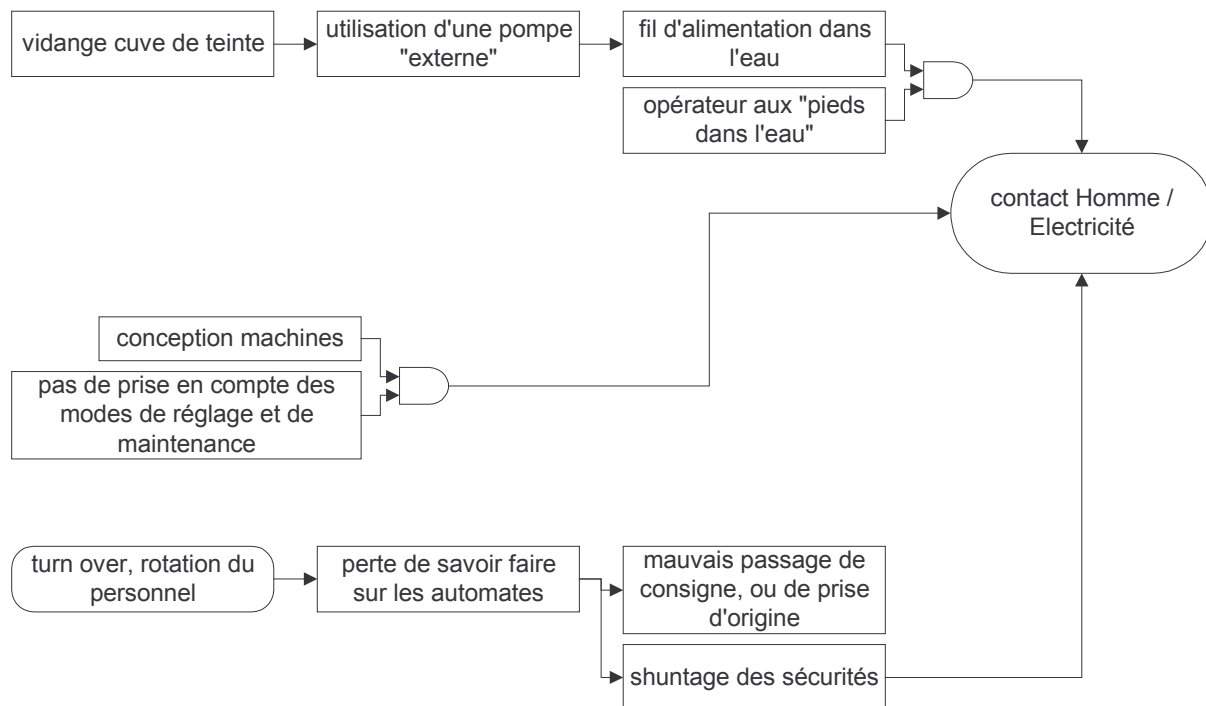 vidange cuve de teinte
utilisation d'une pompe
"externe"
fil d'alimentation dans
l'eau
opérateur aux "pieds
dans l'eau"
contact Homme /
Electricité
conception machines
pas de prise en compte des
modes de réglage et de
maintenance
turn over, rotation du
personnel
perte de savoir faire
sur les automates
mauvais passage de
consigne, ou de prise
d'origine
shuntage des sécurités